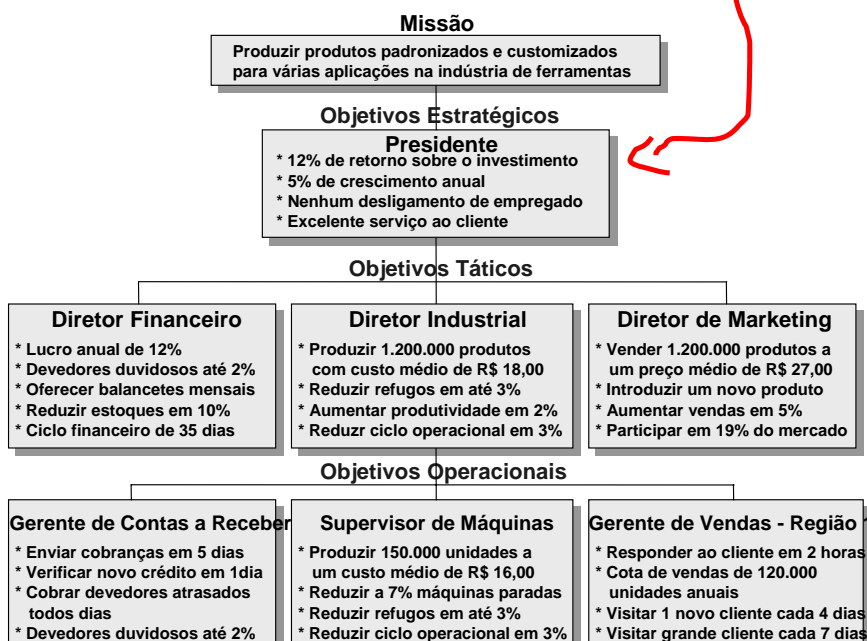 Missão
Produzir produtos padronizados e customizados
para várias aplicações na indústria de ferramentas
Objetivos Estratégicos
Presidente
* 12% de retorno sobre o investimento
* 5% de crescimento anual
* Nenhum desligamento de empregado
* Excelente serviço ao cliente
Objetivos Táticos
Diretor Financeiro
* Lucro anual de 12%
* Devedores duvidosos até 2%
* Oferecer balancetes mensais
* Reduzir estoques em 10%
* Ciclo financeiro de 35 dias
Diretor Industrial
* Produzir 1.200.000 produtos
com custo médio de R$ 18,00
* Reduzir refugos em até 3%
* Aumentar produtividade em 2%
* Reduzr ciclo operacional em 3%
Diretor de Marketing
* Vender 1.200.000 produtos a
um preço médio de R$ 27,00
* Introduzir um novo produto
* Aumentar vendas em 5%
* Participar em 19% do mercado
Objetivos Operacionais
Gerente de Contas a Receber
* Enviar cobranças em 5 dias
* Verificar novo crédito em 1dia
* Cobrar devedores atrasados
todos dias
* Devedores duvidosos até 2%
Supervisor de Máquinas
* Produzir 150.000 unidades a
um custo médio de R$ 16,00
* Reduzir a 7% máquinas paradas
* Reduzir refugos em até 3%
* Reduzir ciclo operacional em 3%
Gerente de Vendas - Região
* Responder ao cliente em 2 horas
* Cota de vendas de 120.000
unidades anuais
* Visitar 1 novo cliente cada 4 dias
* Visitar grande cliente cada 7 dias